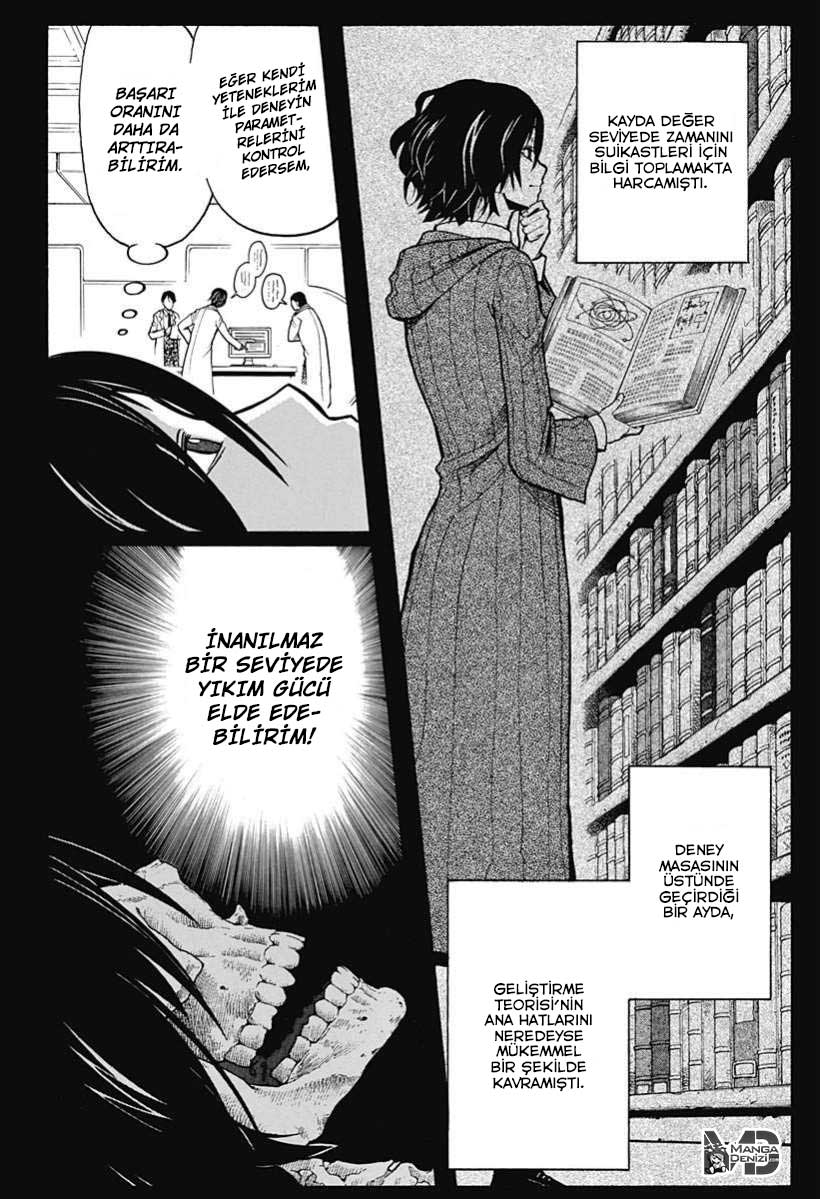 KAYDA DEĞER
SEVİYEDE ZAMANINI
SUİKASTLERİ İÇİN
BİLGİ TOPLAMAKTA
HARCAMIŞTI.
DENEY
MASASININ
ÜSTÜNDE
GEÇİRDİĞİ
BİR AYDA,
GELİŞTİRME
TEORİSİ'NİN
ANA HATLARINI
NEREDEYSE
MÜKEMMEL
BİR ŞEKİLDE
KAVRAMIŞTI.
EĞER KENDİ
YETENEKLERİM
İLE DENEYİN
PARAMET-
RELERİNİ
KONTROL
EDERSEM,
BAŞARI
ORANINI
DAHA DA
ARTTIRA-
BİLİRİM.
İNANILMAZ
BİR SEVİYEDE
YIKIM GÜCÜ
ELDE EDE-
BİLİRİM!
MANGA
DENİZİ